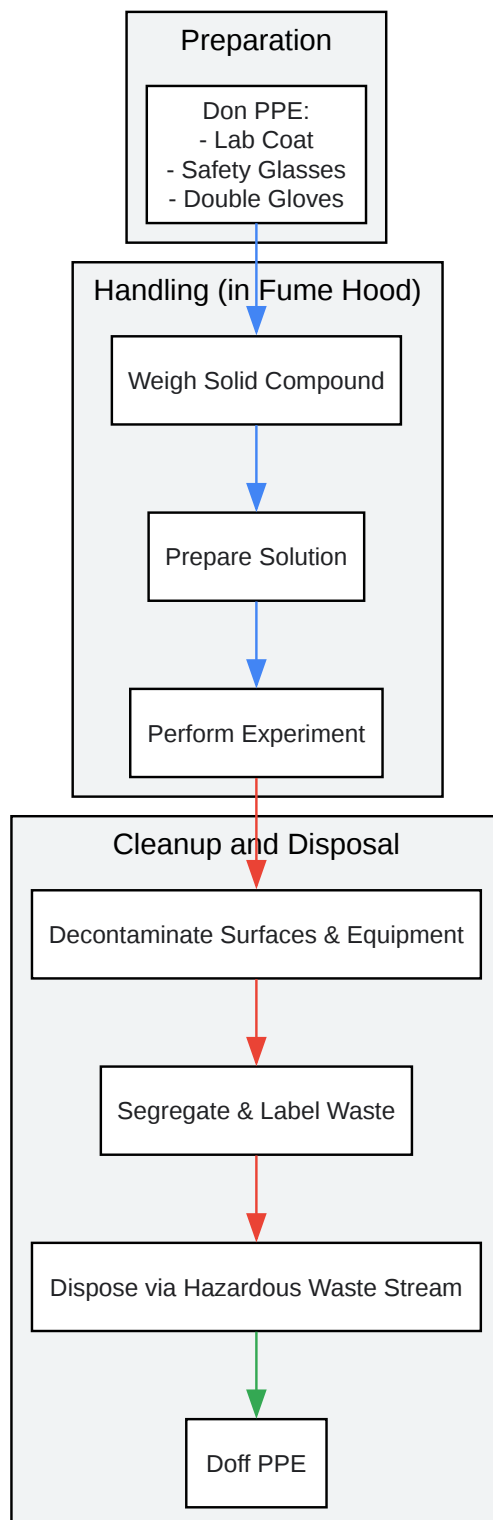 Preparation
Don PPE:
- Lab Coat
- Safety Glasses
- Double Gloves
Handling (in Fume Hood)
Weigh Solid Compound
Prepare Solution
Perform Experiment
Cleanup and Disposal
Decontaminate Surfaces & Equipment
Segregate & Label Waste
Dispose via Hazardous Waste Stream
Doff PPE